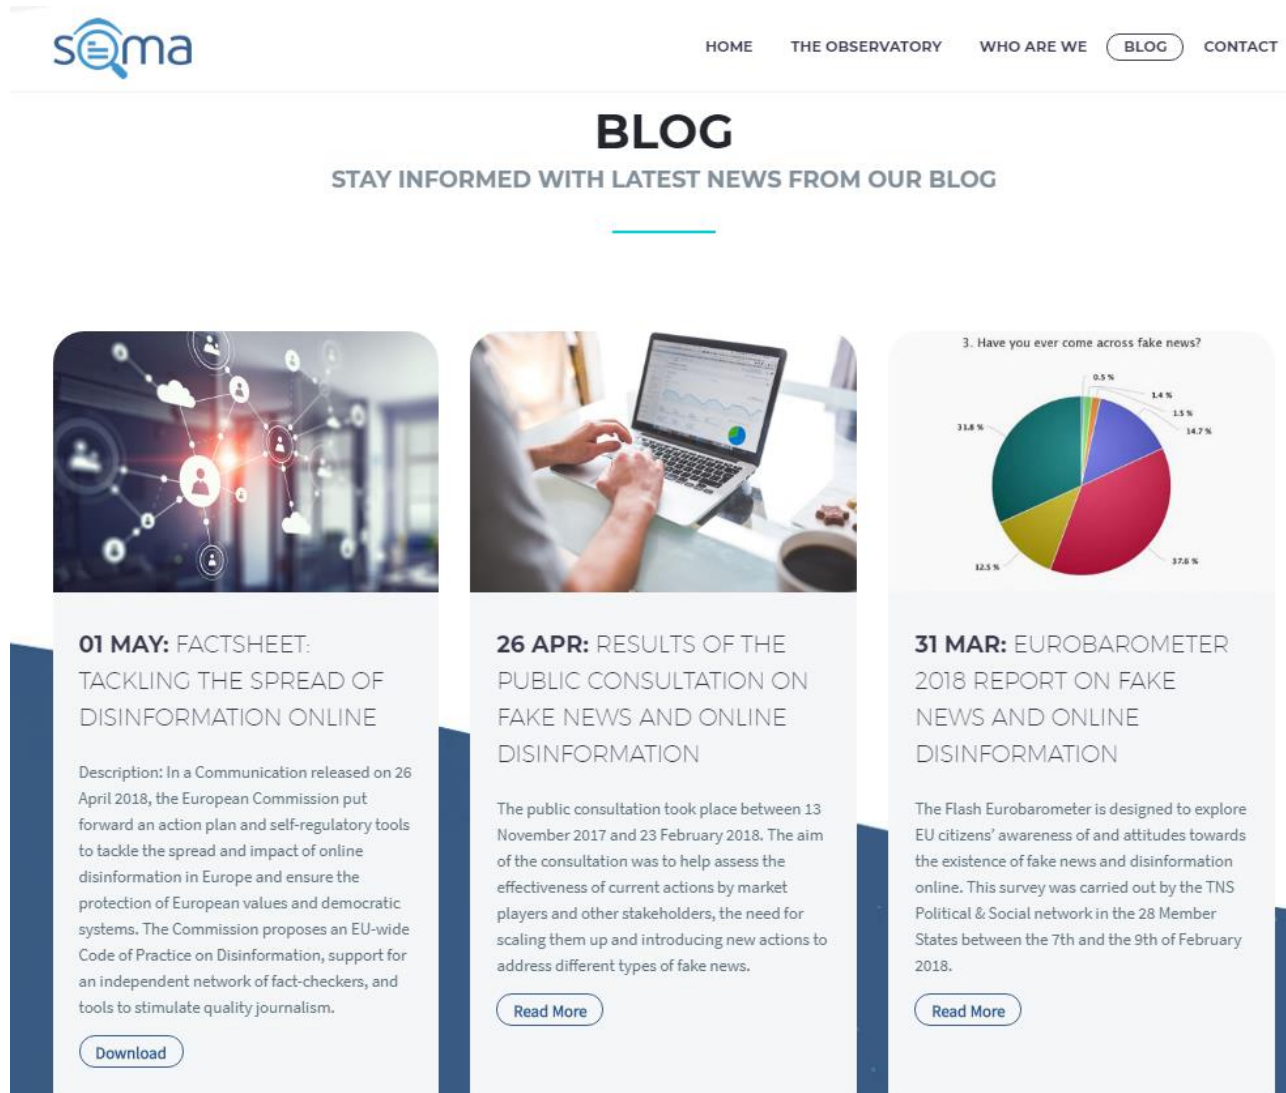 soma
HOME THE OBSERVATORY WHO ARE WE BLOG CONTACT
BLOG
STAY INFORMED WITH LATEST NEWS FROM OUR BLOG
01 MAY: FACTSHEET:
TACKLING THE SPREAD OF
DISINFORMATION ONLINE
Description: In a Communication released on 26
April 2018, the European Commission put
forward an action plan and self-regulatory tools
to tackle the spread and impact of online
disinformation in Europe and ensure the
protection of European values and democratic
systems. The Commission proposes an EU-wide
Code of Practice on Disinformation, support for
an independent network of fact-checkers, and
tools to stimulate quality journalism.
Download
26 APR: RESULTS OF THE
PUBLIC CONSULTATION ON
FAKE NEWS AND ONLINE
DISINFORMATION
The public consultation took place between 13
November 2017 and 23 February 2018. The aim
of the consultation was to help assess the
effectiveness of current actions by market
players and other stakeholders, the need for
scaling them up and introducing new actions to
address different types of fake news.
Read More
3. Have you ever come across fake news?
0.5 %
1.4 %
1.5 %
14.7 %
31.8 %
37.6 %
12.5 %
31 MAR: EUROBAROMETER
2018 REPORT ON FAKE
NEWS AND ONLINE
DISINFORMATION
The Flash Eurobarometer is designed to explore
EU citizens’ awareness of and attitudes towards
the existence of fake news and disinformation
online. This survey was carried out by the TNS
Political & Social network in the 28 Member
States between the 7th and the 9th of February
2018.
Read More